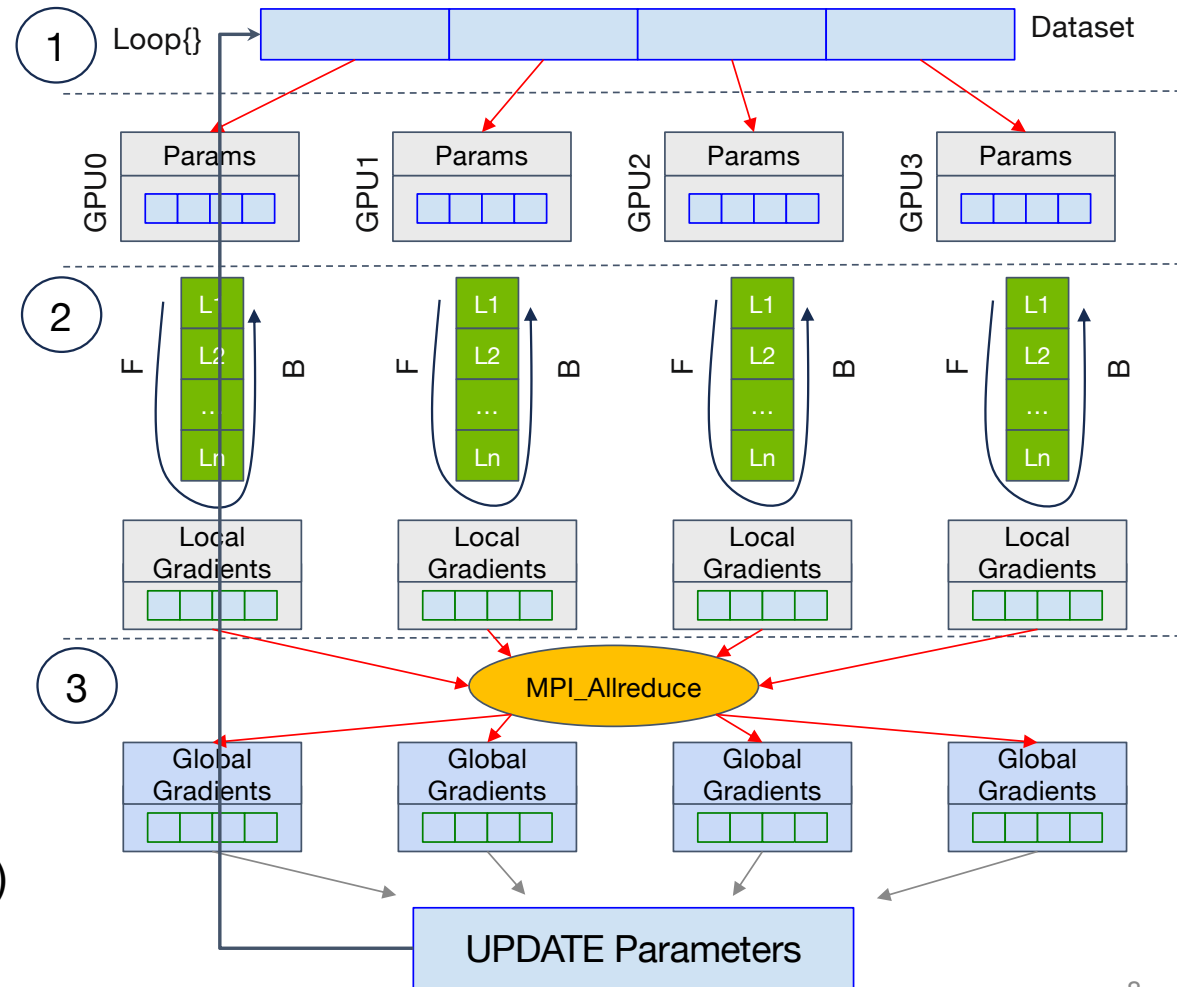 1
Loop{}
Dataset
GPU0
Params
GPU1
Params
GPU2
Params
GPU3
Params
2
F
L1
L2
...
Ln
B
F
L1
L2
...
Ln
B
F
L1
L2
...
Ln
B
F
L1
L2
...
Ln
B
Local
Gradients
Local
Gradients
Local
Gradients
Local
Gradients
3
MPI_Allreduce
Global
Gradients
Global
Gradients
Global
Gradients
Global
Gradients
)
UPDATE Parameters